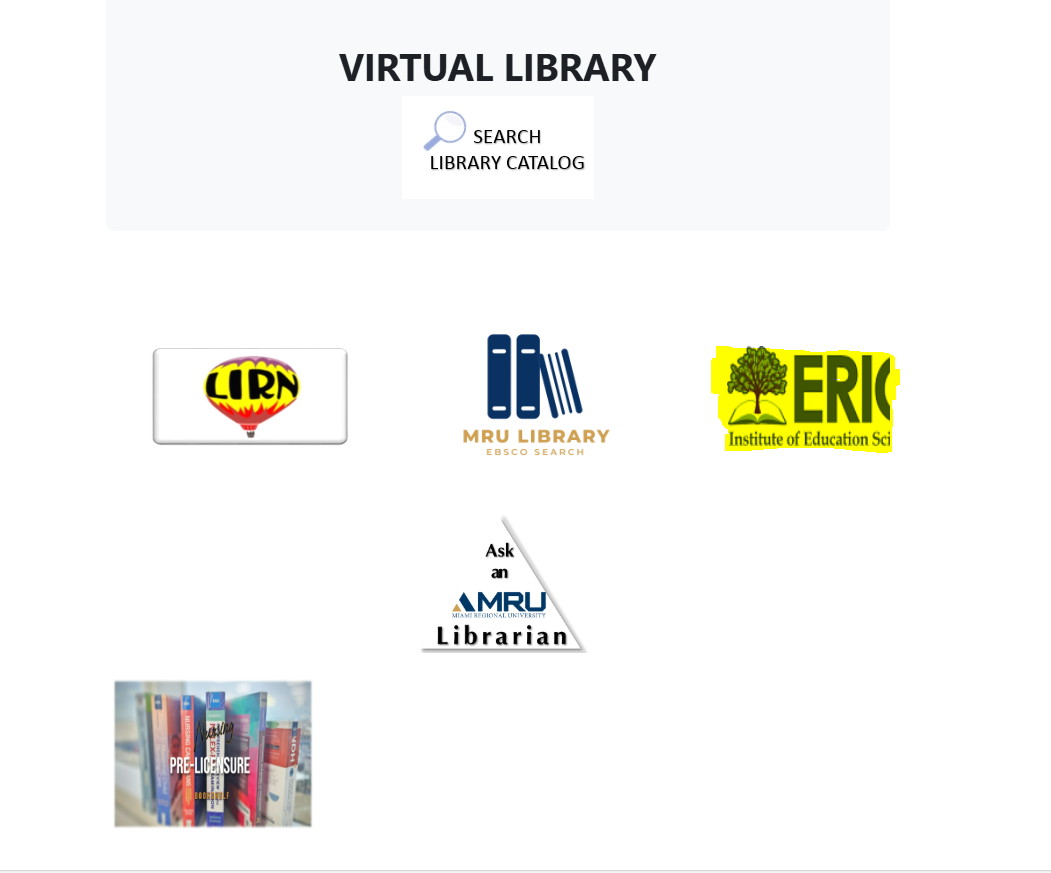 VIRTUAL LIBRARY
SEARCH
LIBRARY CATALOG
LIRN
MRU LIBRARY
EBSCO SEARCH
ERIC
Institute of Education Sci
Ask
an
MRU
MIAMI REGIONAL UNIVERSITY
Librarian
Nursing
PRE-LICENSURE
BOOKSHELF